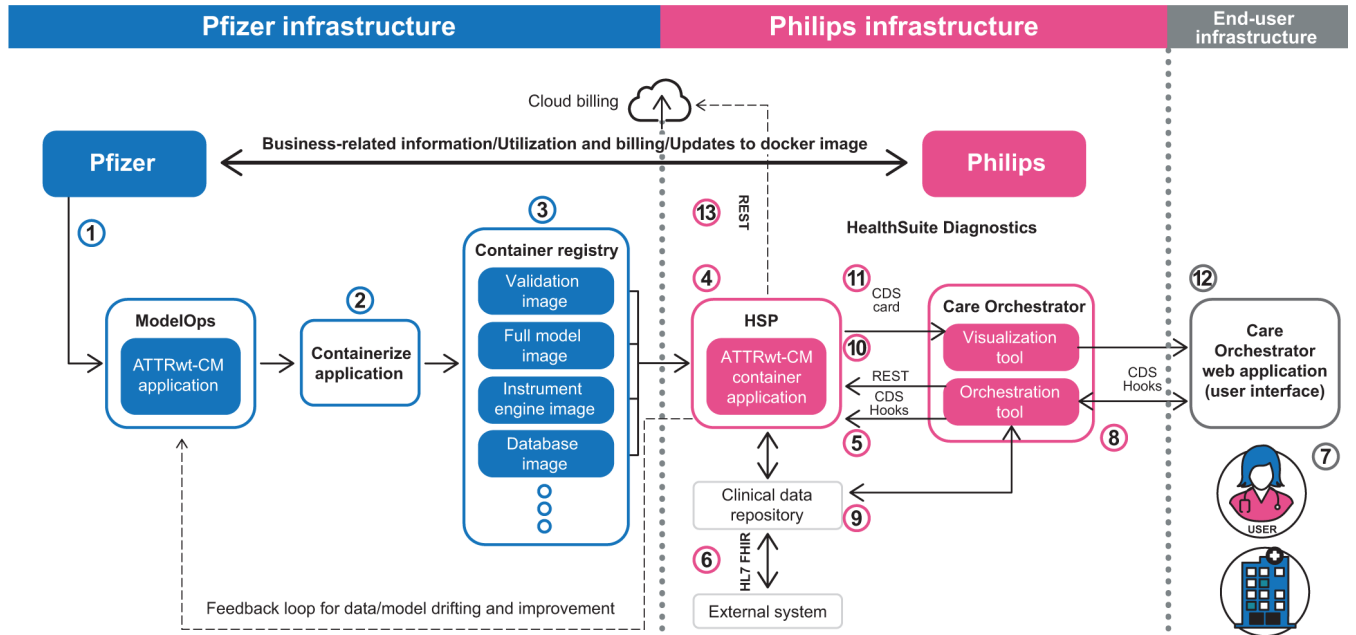 Pfizer infrastructure
Philips infrastructure
End-user
infrastructure
Cloud billing
Business-related information/Utilization and billing/Updates to docker image
Pfizer
Philips
1
3
13
REST
HealthSuite Diagnostics
Container registry
Validation
image
Full model
image
Instrument
engine image
Database
image
2
Containerize
application
ModelOps
ATTRwt-CM
application
4
HSP
ATTRwt-CM
container
application
11
CDS
card
10
REST
CDS
Hooks
5
Care Orchestrator
Visualization
tool
Orchestration
tool
8
CDS
Hooks
12
Care
Orchestrator
web application
(user interface)
7
USER
Clinical data
repository
9
6
HL7 FHIR
External system
Feedback loop for data/model drifting and improvement